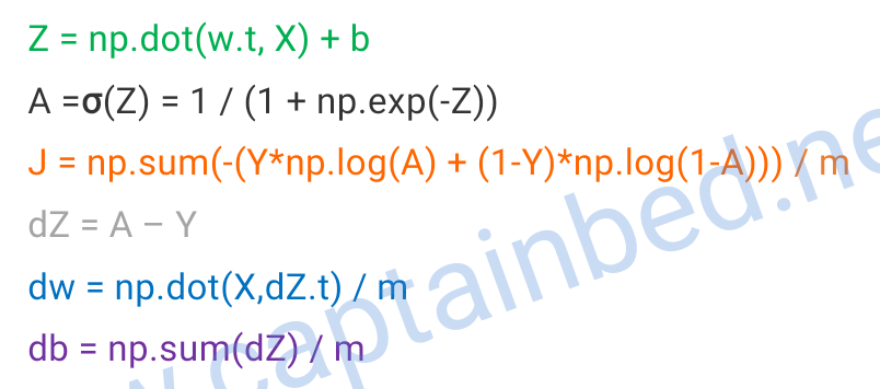 Z = np.dot(w.t, X) + b
A =σ(Z) = 1 / (1 + np.exp(-Z))
J = np.sum(-(Y*np.log(A) + (1-Y)*np.log(1-A))) / m
dZ = A – Y
dw = np.dot(X,dZ.t) / m
db = np.sum(dZ) / m
w.captainbed.ne